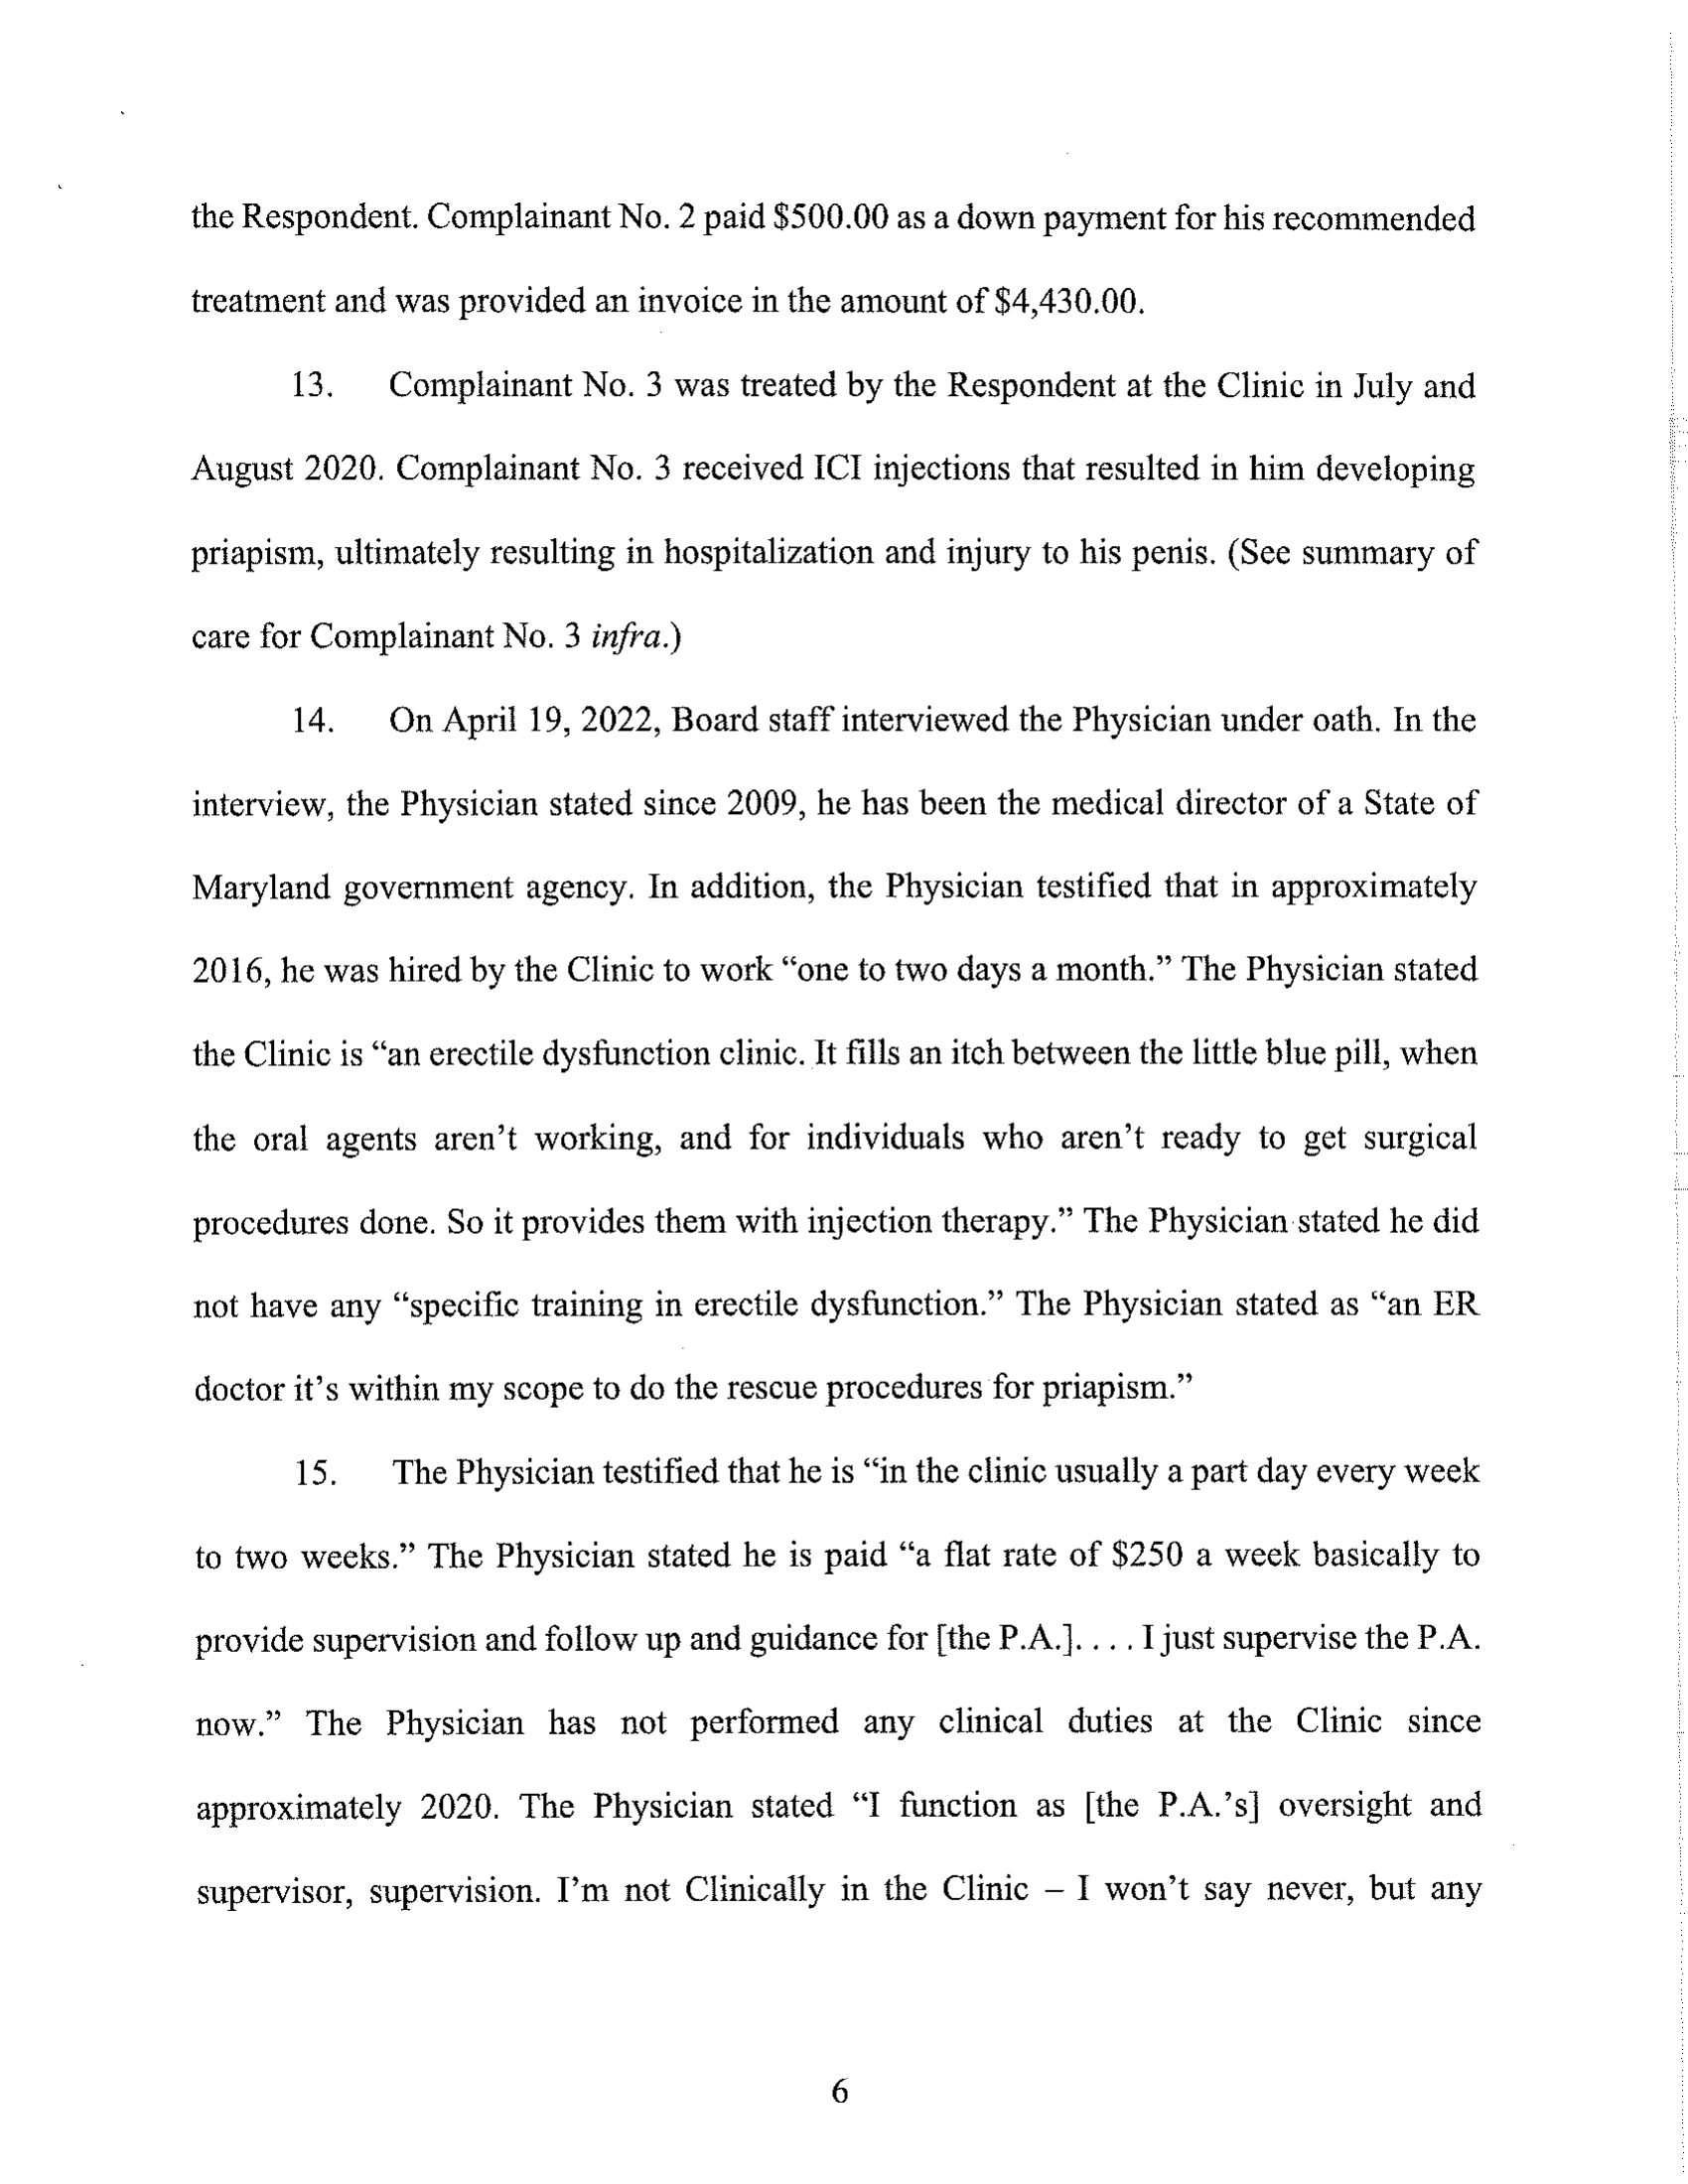 the Respondent. Complainant No. 2 paid $500.00 as a down payment for his recommended
treatment and was provided an invoice in the amount of $4,430.00.
13. Complainant No. 3 was treated by the Respondent at the Clinic in July and
August 2020. Complainant No. 3 received ICI injections that resulted in him developing
priapism, ultimately resulting in hospitalization and injury to his penis. (See summary of
care for Complainant No. 3 infra.)
14. On April 19, 2022, Board staff interviewed the Physician under oath. In the
interview, the Physician stated since 2009, he has been the medical director of a State of
Maryland government agency. In addition, the Physician testified that in approximately
2016, he was hired by the Clinic to work “one to two days a month.” The Physician stated
the Clinic is “an erectile dysfunction clinic. It fills an itch between the little blue pill, when
the oral agents aren’t working, and for individuals who aren’t ready to get surgical
procedures done. So it provides them with injection therapy.” The Physician stated he did
not have any “specific training in erectile dysfunction.” The Physician stated as “an ER
doctor it’s within my scope to do the rescue procedures for priapism.”
15. The Physician testified that he is “in the clinic usually a part day every week
to two weeks.” The Physician stated he is paid “a flat rate of $250 a week basically to
provide supervision and follow up and guidance for [the P.A.]. . . . I just supervise the P.A.
now.” The Physician has not performed any clinical duties at the Clinic since
approximately 2020. The Physician stated “I function as [the P.A.’s] oversight and
supervisor, supervision. I’m not Clinically in the Clinic – I won’t say never, but any
6